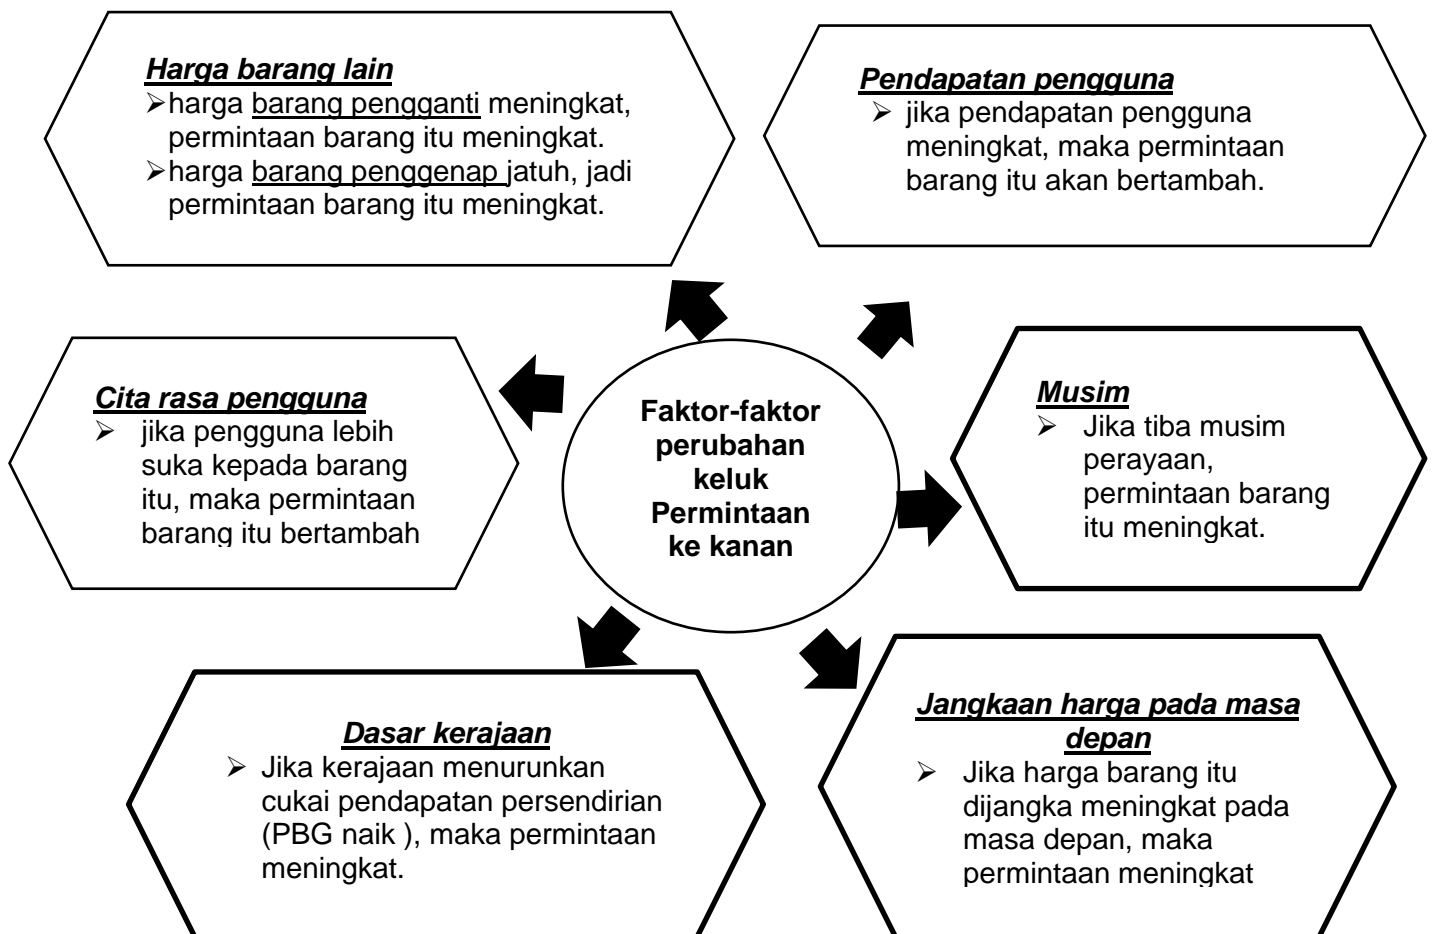 Harga barang lain
➢harga barang pengganti meningkat,
permintaan barang itu meningkat.
➢harga barang penggenap jatuh, jadi
permintaan barang itu meningkat.
Pendapatan pengguna
➢ jika pendapatan pengguna
meningkat, maka permintaan
barang itu akan bertambah.
Cita rasa pengguna
➢ jika pengguna lebih
suka kepada barang
itu, maka permintaan
barang itu bertambah
Faktor-faktor
perubahan
keluk
Permintaan
ke kanan
Musim
➢ Jika tiba musim
perayaan,
permintaan barang
itu meningkat.
Dasar kerajaan
➢ Jika kerajaan menurunkan
cukai pendapatan persendirian
(PBG naik ), maka permintaan
meningkat.
Jangkaan harga pada masa
depan
➢ Jika harga barang itu
dijangka meningkat pada
masa depan, maka
permintaan meningkat